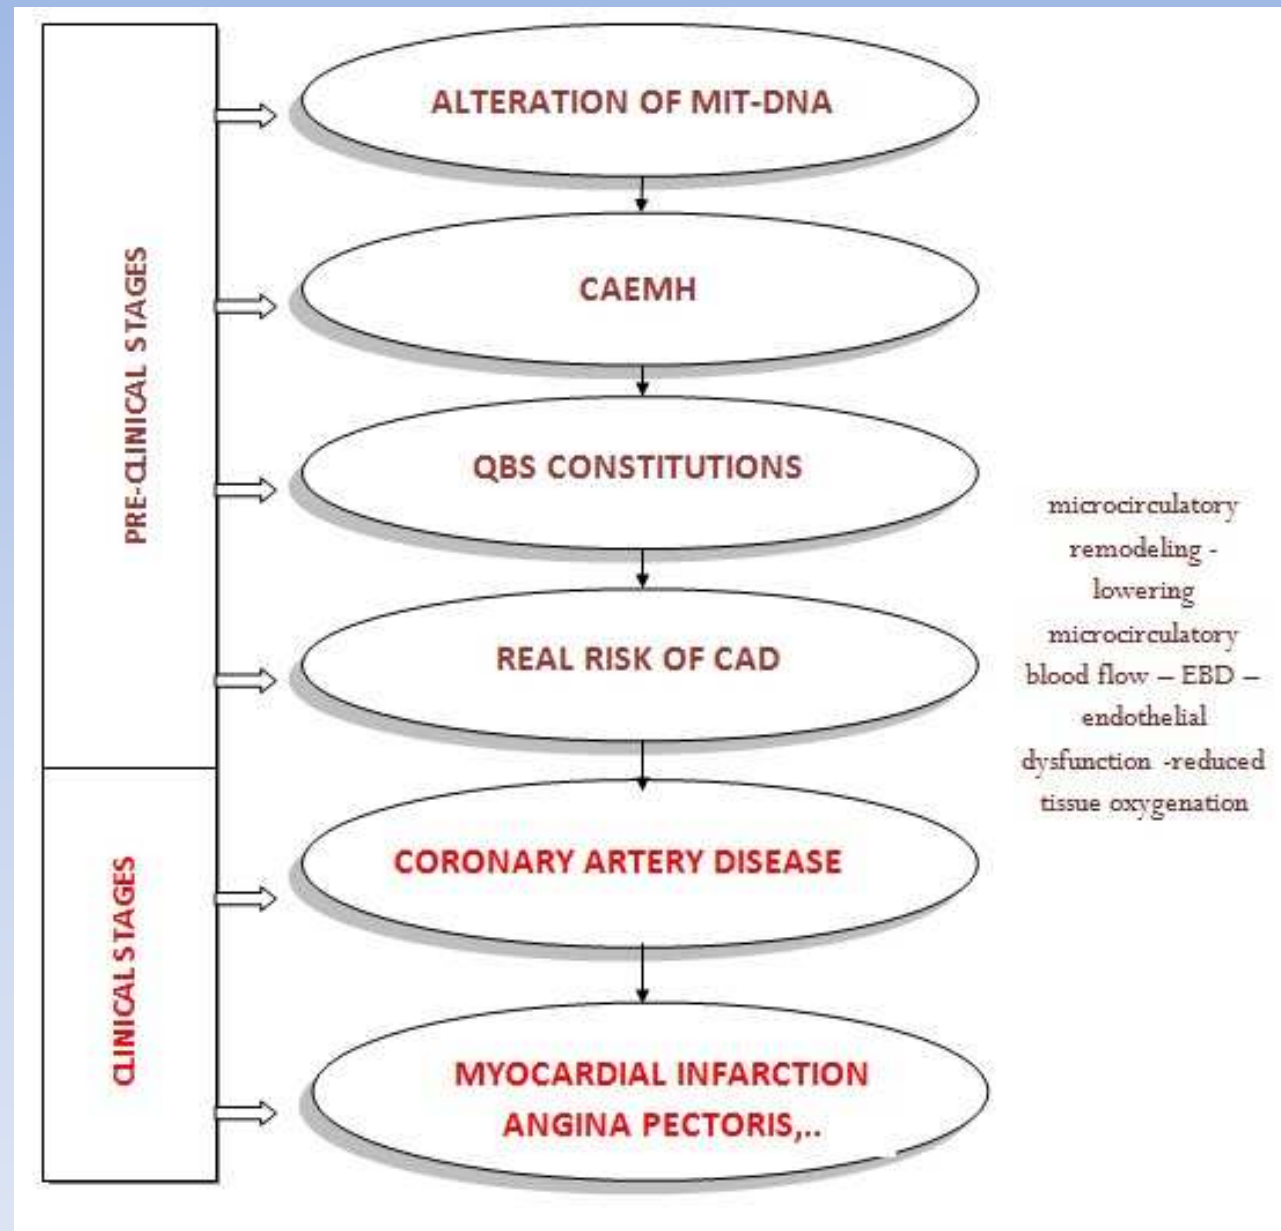 PRE-CLINICAL STAGES
ALTERATION OF MIT-DNA
CAEMH
QBS CONSTITUTIONS
REAL RISK OF CAD
microcirculatory
remodeling -
lowering
microcirculatory
blood flow – EBD –
endothelial
dysfunction -reduced
tissue oxygenation
CLINICAL STAGES
CORONARY ARTERY DISEASE
MYOCARDIAL INFARCTION
ANGINA PECTORIS,..